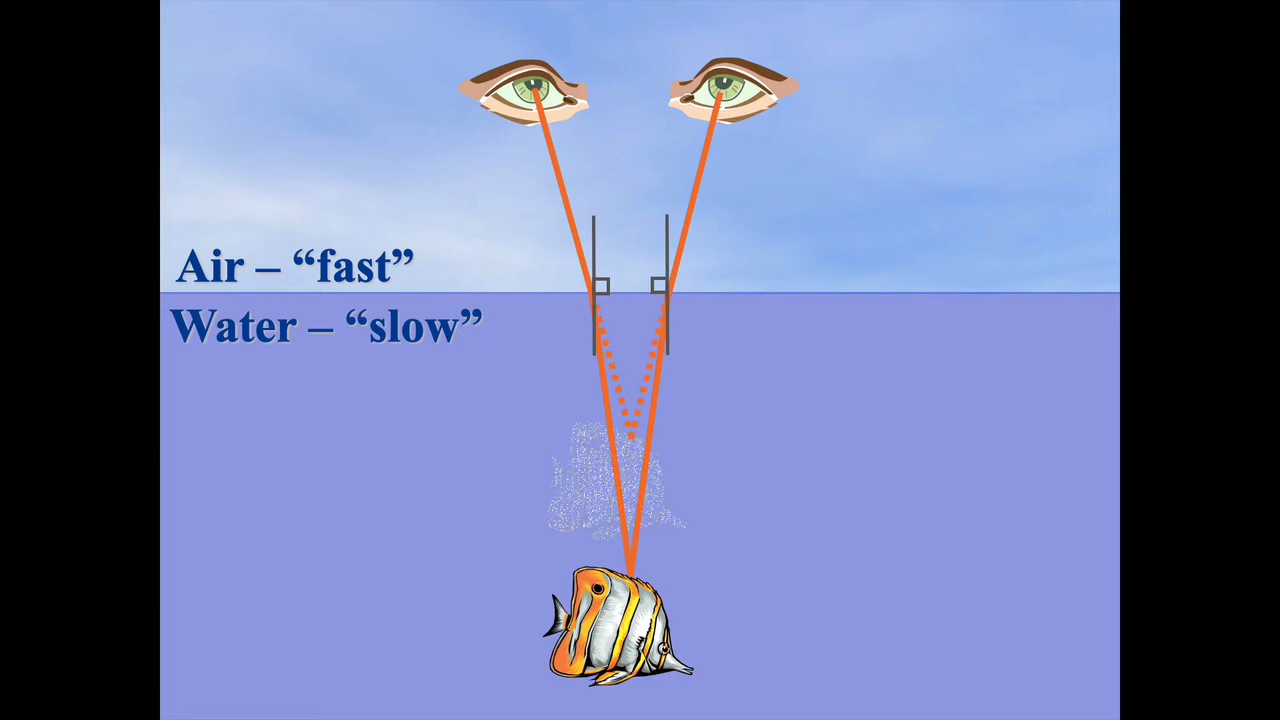 Air – “fast”
Water – “slow”